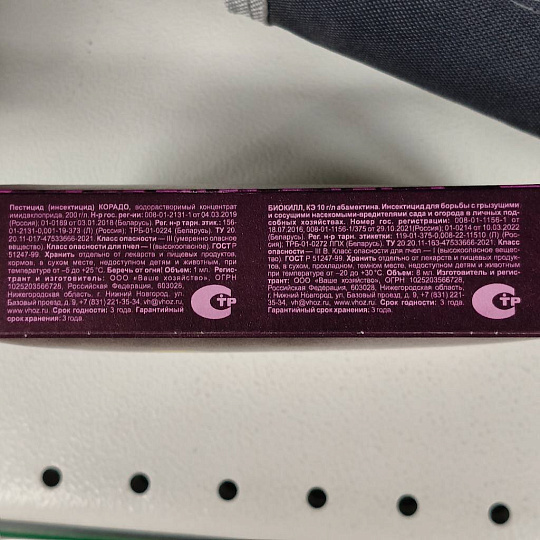 Пестицид (инсектицид) КОРАДО, водорастворимый концентрат
имидаклоприда, 200 г/л. Н-р гос. рег-ии: 008-01-2131-1 от 04.03.2019
(Россия); 01-0169 от 03.01.2018 (Беларусь). Рег. н-р тарн. этик.: 156-
01-2131-0,001-19-373 (Л) (Россия); ТРБ-01-0224 (Беларусь). ТУ 20.
20.11-017-47533666-2021. Класс опасности – III (умеренно опасное
вещество). Класс опасности для пчел — I (высокоопасное). ГОСТ Р
51247-99. Хранить отдельно от лекарств и пищевых продуктов,
кормов, в сухом месте, недоступном детям и животным, при
температуре от –5 до +25 °С. Беречь от огня! Объем: 1 мл. Регис-
трант и изготовитель: ООО «Ваше хозяйство», ОГРН
1025203566728, Российская Федерация, 603028,
г. Нижний Новгород, ул.
Базовый проезд, д.9, +7 (831) 221-35-34, vh@vhoz.ru,
www.vhoz.ru. Срок годности: 3 года. Гарантийный
срок хранения: 3 года.
БИОКИЛЛ, КЭ 10 г/л абамектина. Инсектицид для борьбы с грызущими
и сосущими насекомыми-вредителями сада и огорода в личных под-
собных хозяйствах. Номер гос. регистрации: 008-01-1156-1 от
18.07.2016, 008-01-1156-1/375 от 29.10.2021(Россия); 01-0214 от 10.03.2022
(Беларусь). Рег. н-р тарн. этикетки: 119-01-375-0,008-22-11510 (Л) (Рос-
сия), ТРБ-01-0272 ЛПХ (Беларусь). ТУ 20.20.11-163-47533666-2021. Класс
опасности – III В. Класс опасности для пчел — I (высокоопасное).
ГОСТ Р 51247-99. Хранить отдельно от лекарств и пищевых продук-
тов, в сухом, прохладном, темном месте, недоступном детям и животным
при температуре от –20 до +30°С. Объем: 8 мл. Изготовитель и регис-
трант: ООО «Ваше хозяйство», ОГРН 1025203566728,
Российская Федерация, 603028, Нижегородская область,
г. Нижний Новгород, ул. Базовый проезд, д. 9, +7 (831) 221-
35-34, vh@vhoz.ru, www.vhoz.ru. Срок годности: 3 года.
Гарантийный срок хранения: 3 года.